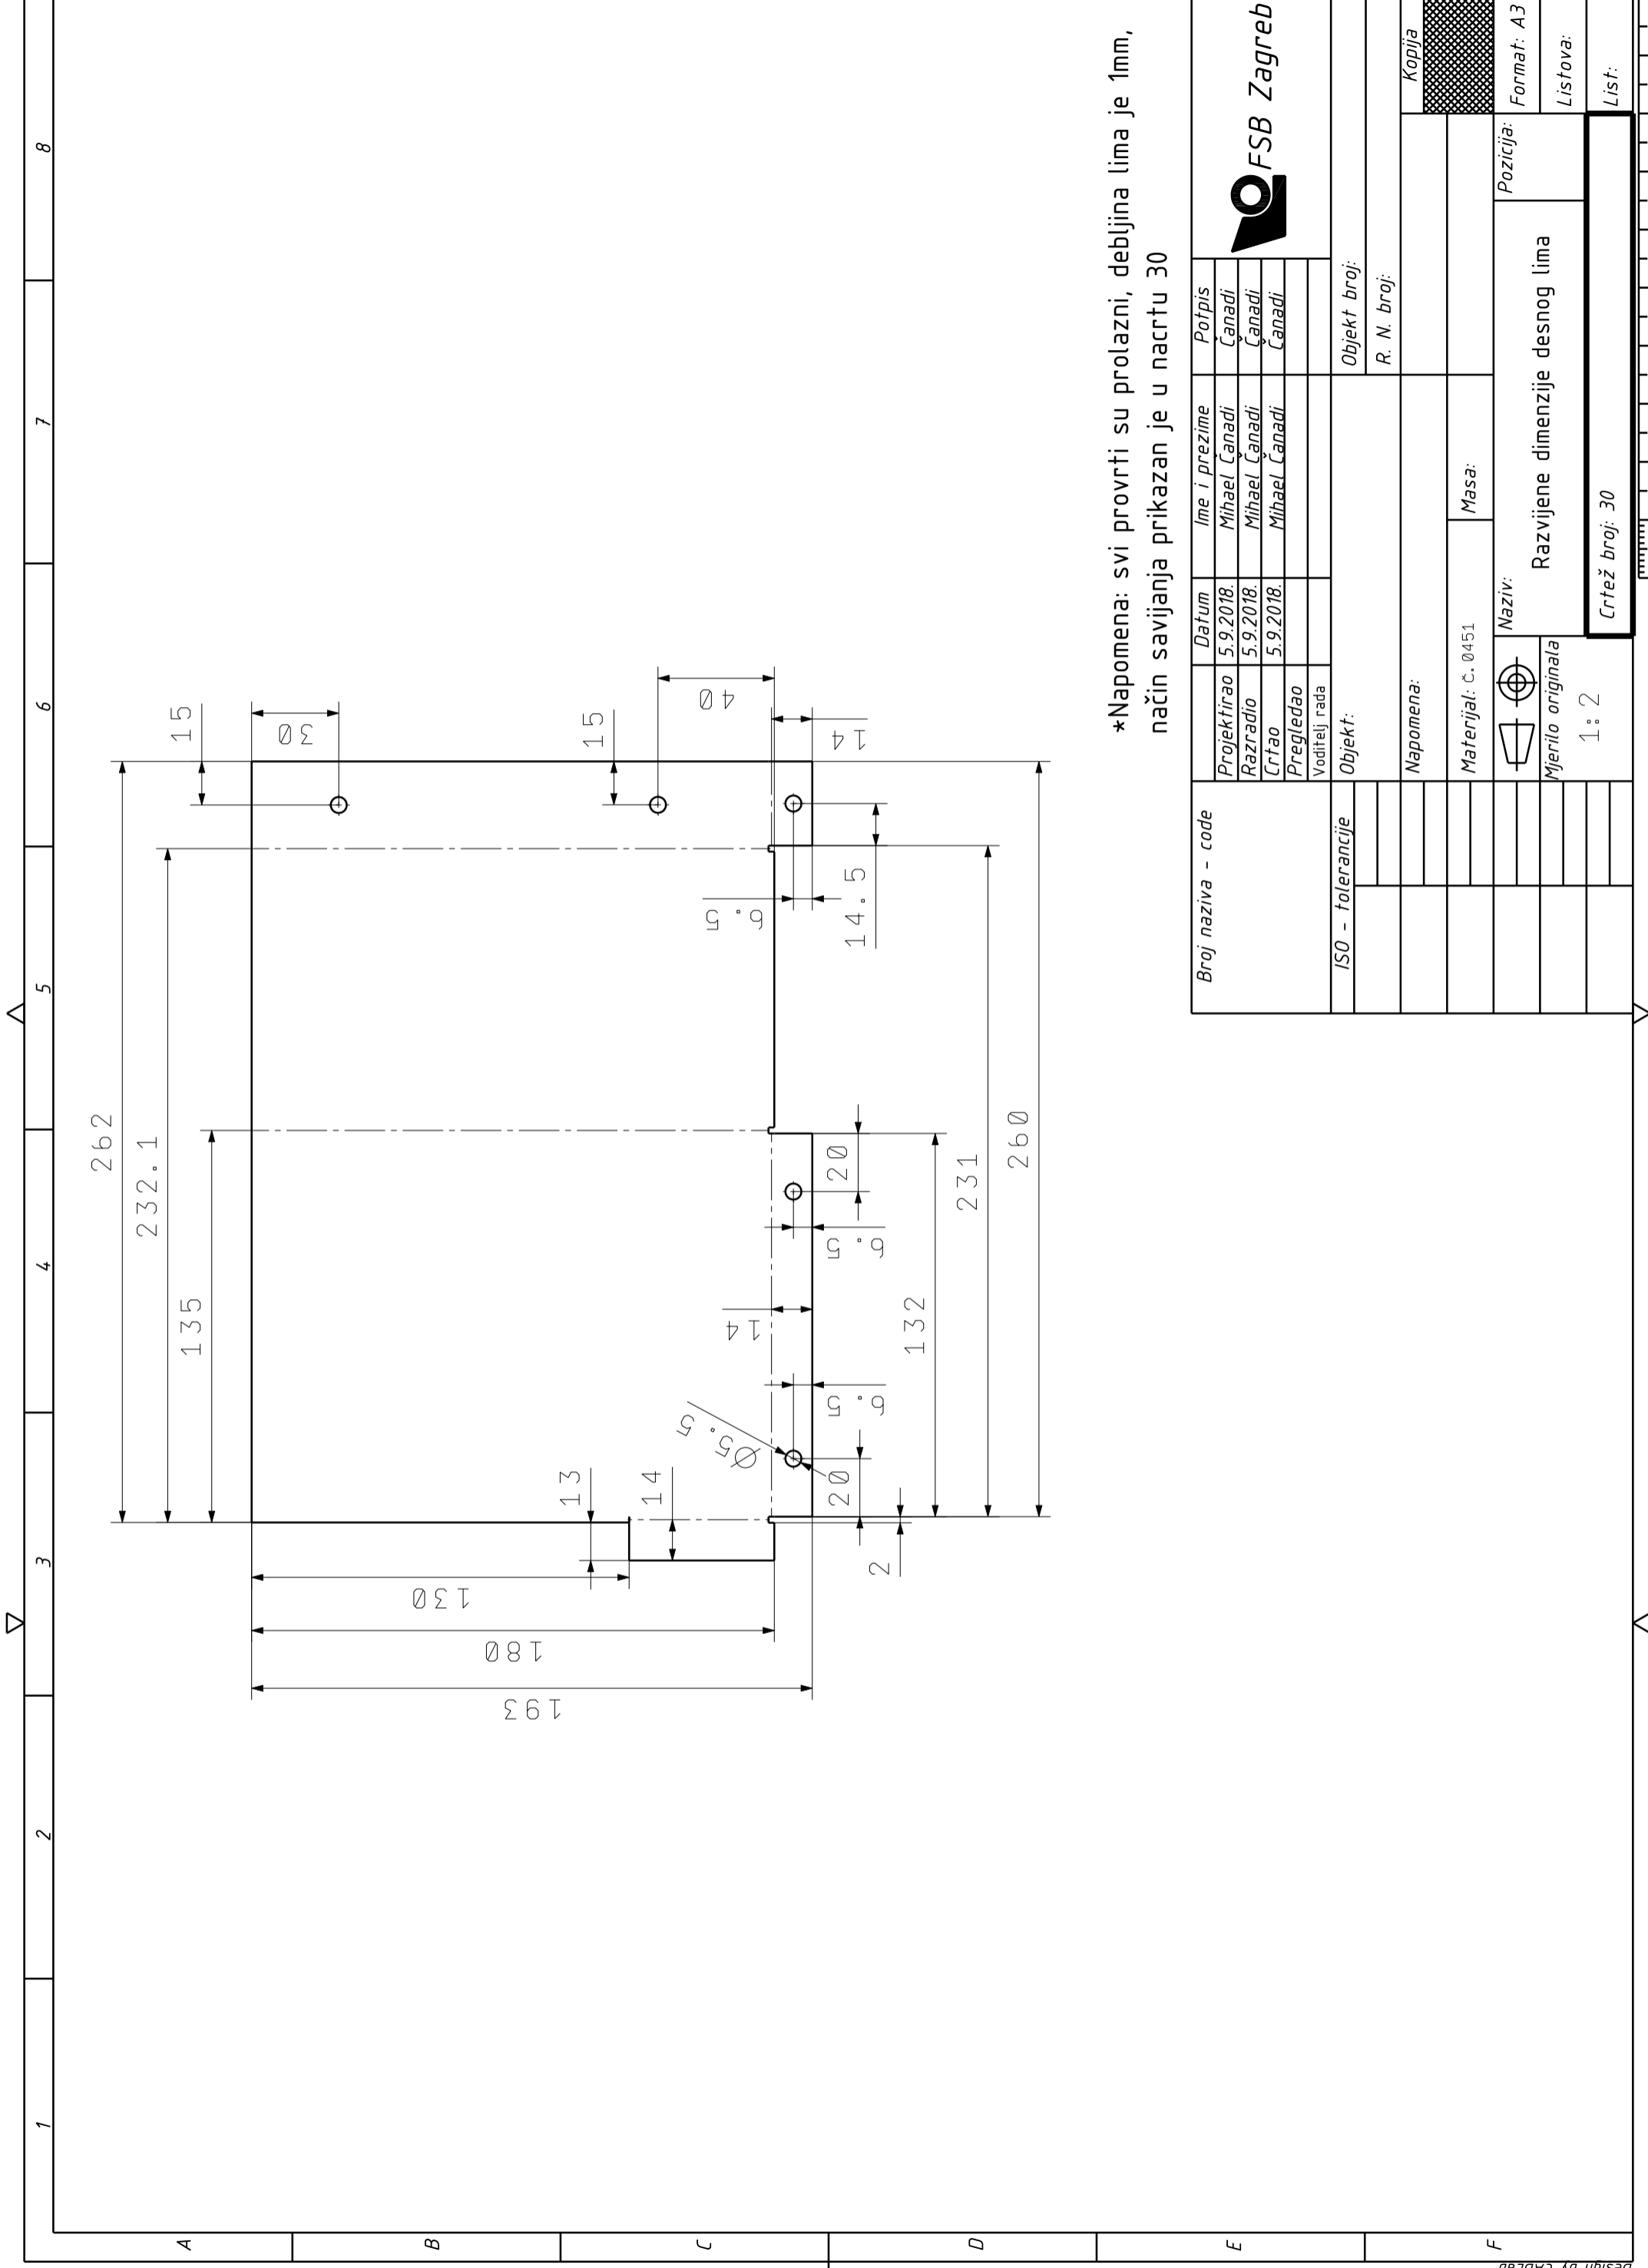 1 2 3 4 5 6 7 8
A
B
C
D
E
F
262
232.1
135
15
30
15
40
14
13
14
130
180
193
Ø5.5
6.5
14
6.5
20
20
6.5
14.5
2
132
231
260
*Napomena: svi provrti su prolazni, debljina lima je 1mm,
način savijanja prikazan je u nacrtu 30
Broj naziva - code
Datum Ime i prezime Potpis
Projektirao 5.9.2018. Mihael Čanadi Čanadi
Razradio 5.9.2018. Mihael Čanadi Čanadi
Crtao 5.9.2018. Mihael Čanadi Čanadi
Pregledao
Voditelj rada
FSB Zagreb
ISO - tolerancije
Objekt:
Objekt broj:
R. N. broj:
Napomena:
Kopija
Materijal: Č.0451
Masa:
Naziv:
Razvijene dimenzije desnog lima
Pozicija:
Format: A3
Listova:
Mjerilo originala
1:2
Crtež broj: 30
List: